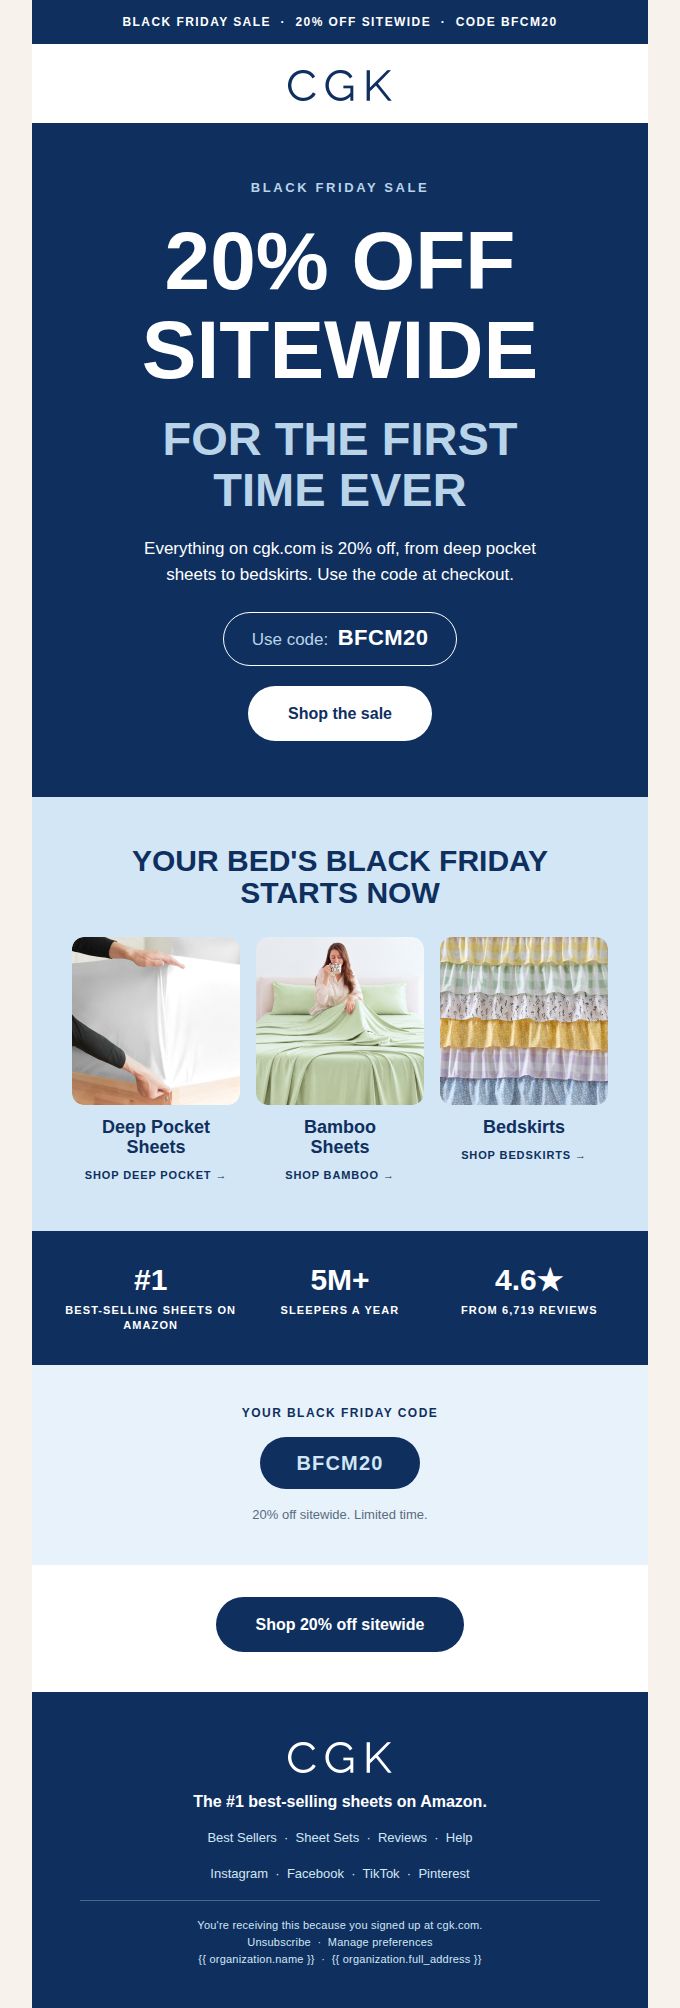 BLACK FRIDAY SALE · 20% OFF SITEWIDE · CODE BFCM20
CGK
BLACK FRIDAY SALE
20% OFF
SITEWIDE
FOR THE FIRST
TIME EVER
Everything on cgk.com is 20% off, from deep pocket
sheets to bedskirts. Use the code at checkout.
Use code: BFCM20
Shop the sale
YOUR BED'S BLACK FRIDAY
STARTS NOW
Deep Pocket
Sheets
SHOP DEEP POCKET →
Bamboo
Sheets
SHOP BAMBOO →
Bedskirts
SHOP BEDSKIRTS →
#1
BEST-SELLING SHEETS ON
AMAZON
5M+
SLEEPERS A YEAR
4.6★
FROM 6,719 REVIEWS
YOUR BLACK FRIDAY CODE
BFCM20
20% off sitewide. Limited time.
Shop 20% off sitewide
CGK
The #1 best-selling sheets on Amazon.
Best Sellers · Sheet Sets · Reviews · Help
Instagram · Facebook · TikTok · Pinterest
You're receiving this because you signed up at cgk.com.
Unsubscribe · Manage preferences
{{ organization.name }} · {{ organization.full_address }}